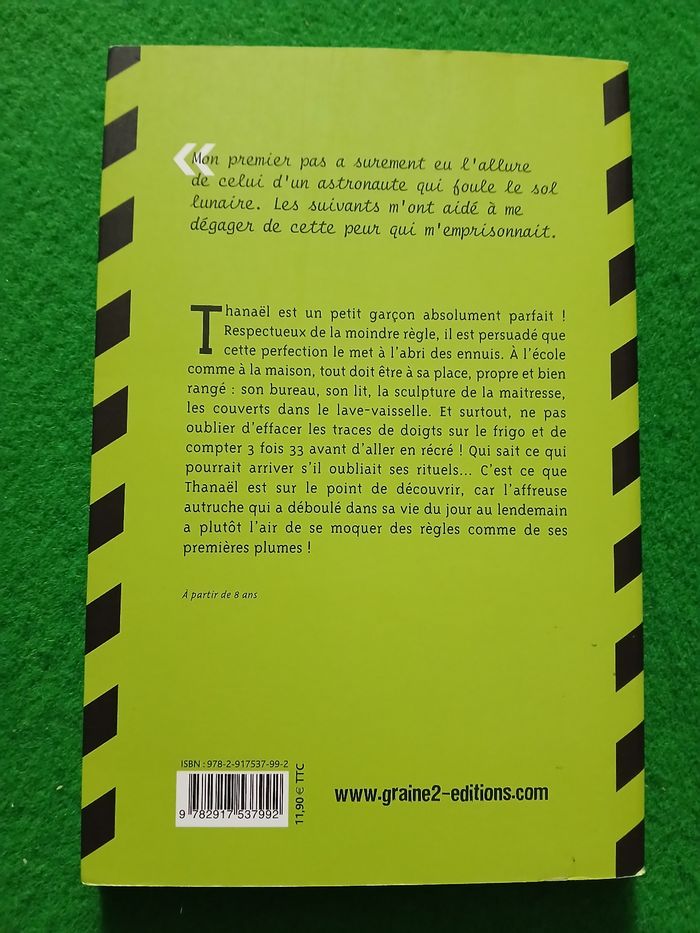 « Mon premier pas a surement eu l'allure
de celui d'un astronaute qui foule le sol
lunaire. Les suivants m'ont aidé à me
dégager de cette peur qui m'emprisonnait.
Thanaël est un petit garçon absolument parfait !
Respectueux de la moindre règle, il est persuadé que
cette perfection le met à l'abri des ennuis. À l'école
comme à la maison, tout doit être à sa place, propre et bien
rangé : son bureau, son lit, la sculpture de la maitresse,
les couverts dans le lave-vaisselle. Et surtout, ne pas
oublier d'effacer les traces de doigts sur le frigo et de
compter 3 fois 33 avant d'aller en récré ! Qui sait ce qui
pourrait arriver s'il oubliait ses rituels... C'est ce que
Thanaël est sur le point de découvrir, car l'affreuse
autruche qui a déboulé dans sa vie du jour au lendemain
a plutôt l'air de se moquer des règles comme de ses
premières plumes !
À partir de 8 ans
ISBN : 978-2-917537-99-2
9 782917 537992
11,90 € TTC
www.graine2-editions.com